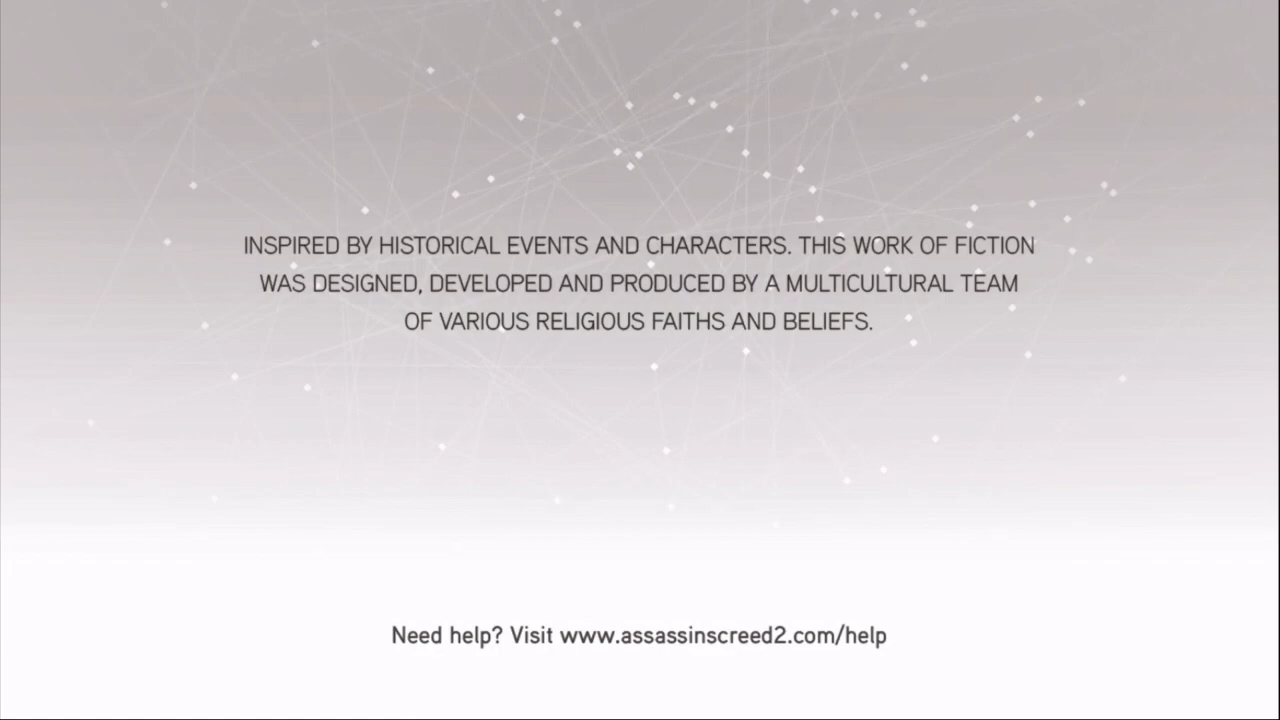 INSPIRED BY HISTORICAL EVENTS AND CHARACTERS. THIS WORK OF FICTION
WAS DESIGNED, DEVELOPED AND PRODUCED BY A MULTICULTURAL TEAM
OF VARIOUS RELIGIOUS FAITHS AND BELIEFS.
Need help? Visit www.assassinscreed2.com/help